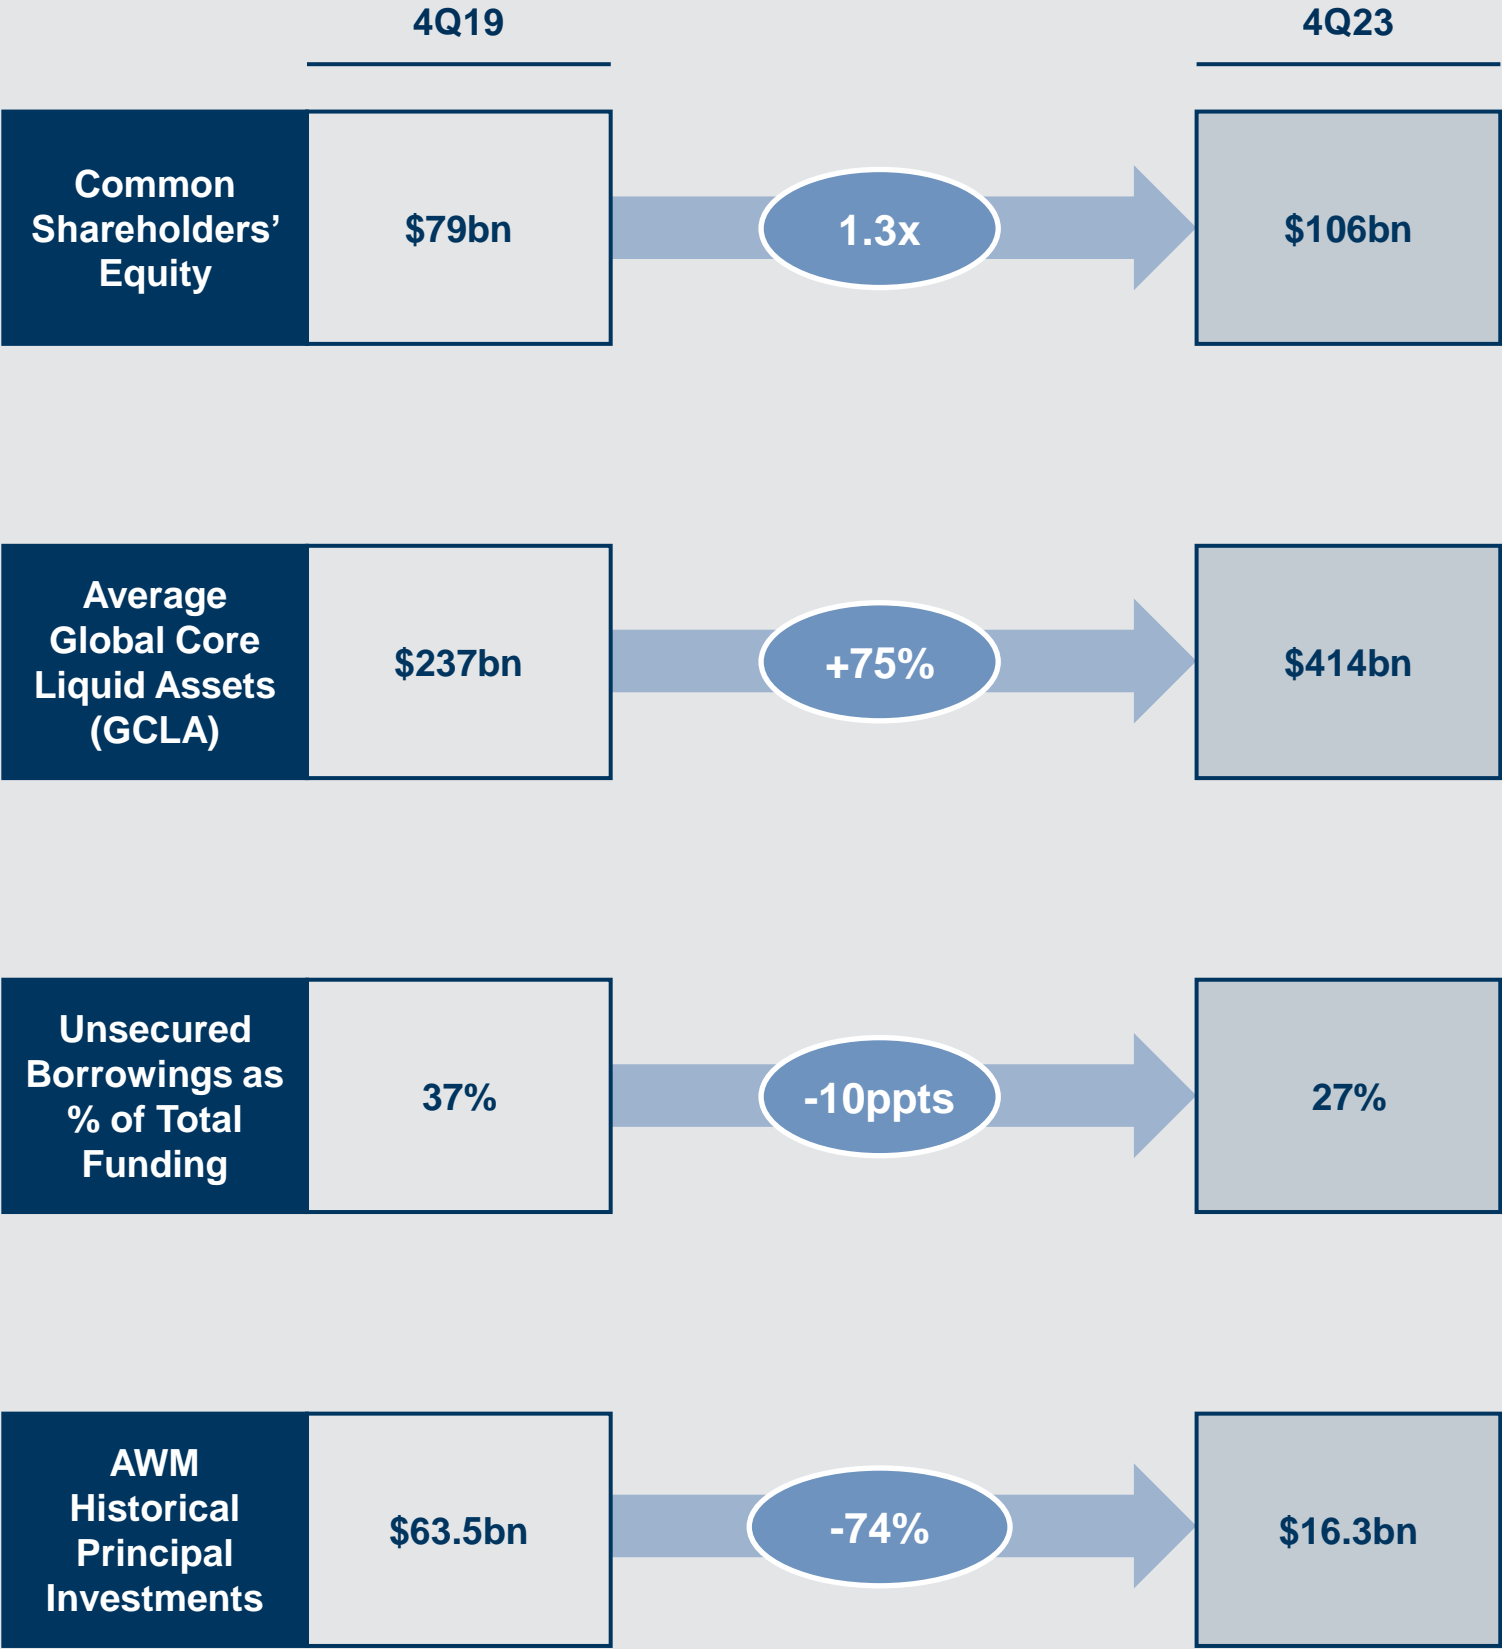 4Q19
4Q23
Common
Shareholders’
Equity
$79bn
1.3x
$106bn
Average
Global Core
Liquid Assets
(GCLA)
$237bn
+75%
$414bn
Unsecured
Borrowings as
% of Total
Funding
37%
-10ppts
27%
AWM
Historical
Principal
Investments
$63.5bn
-74%
$16.3bn